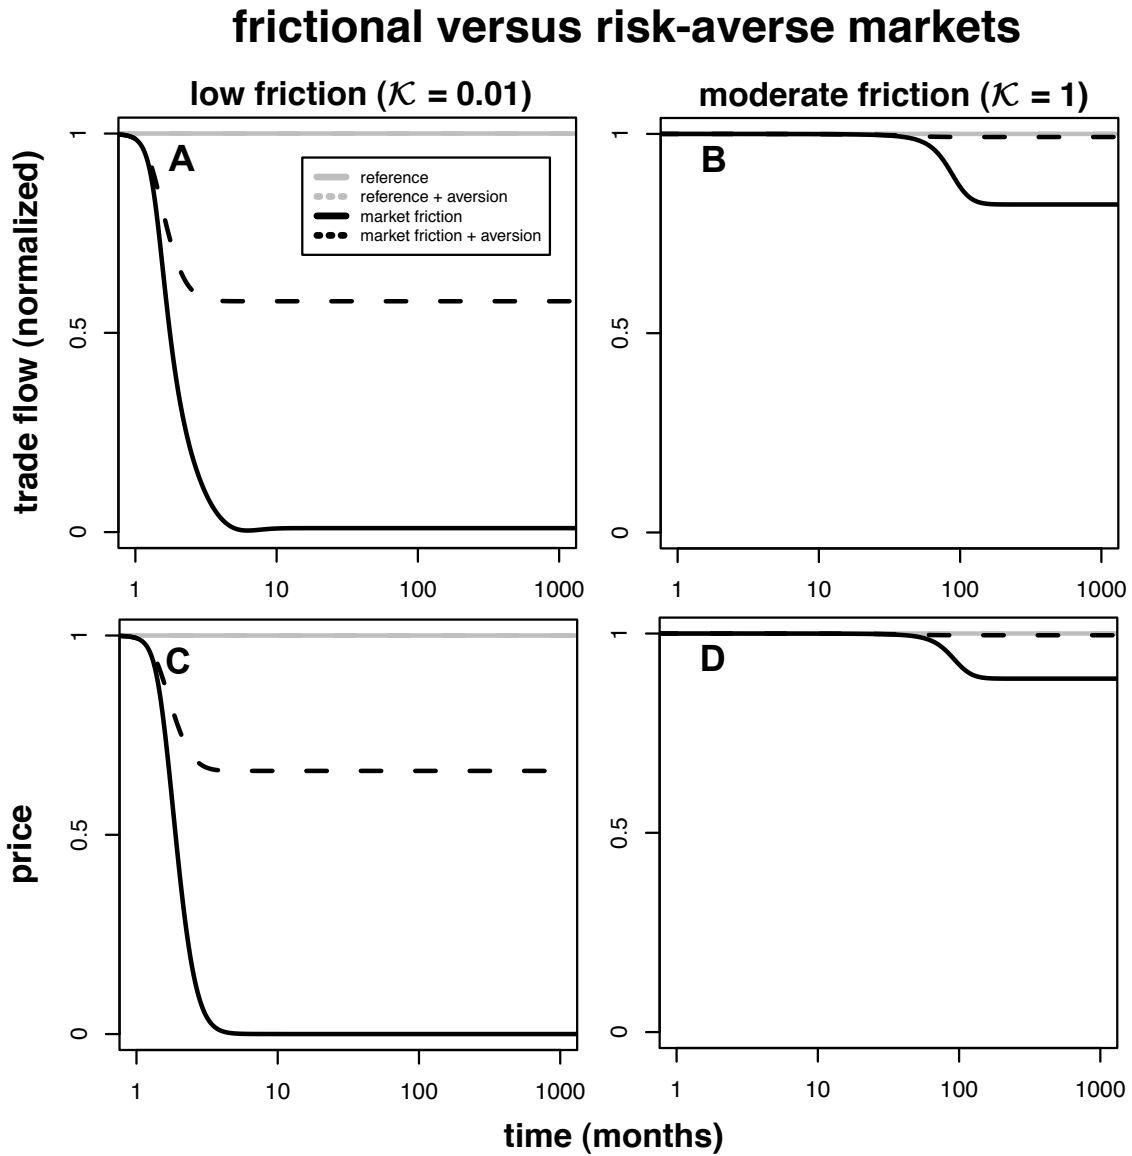 frictional versus risk-averse markets
low friction (𝒦 = 0.01)
moderate friction (𝒦 = 1)
trade flow (normalized)
1
0.5
0
A
reference
reference + aversion
market friction
market friction + aversion
1 10 100 1000
1
0.5
0
B
1 10 100 1000
price
1
0.5
0
C
1 10 100 1000
1
0.5
0
D
1 10 100 1000
time (months)